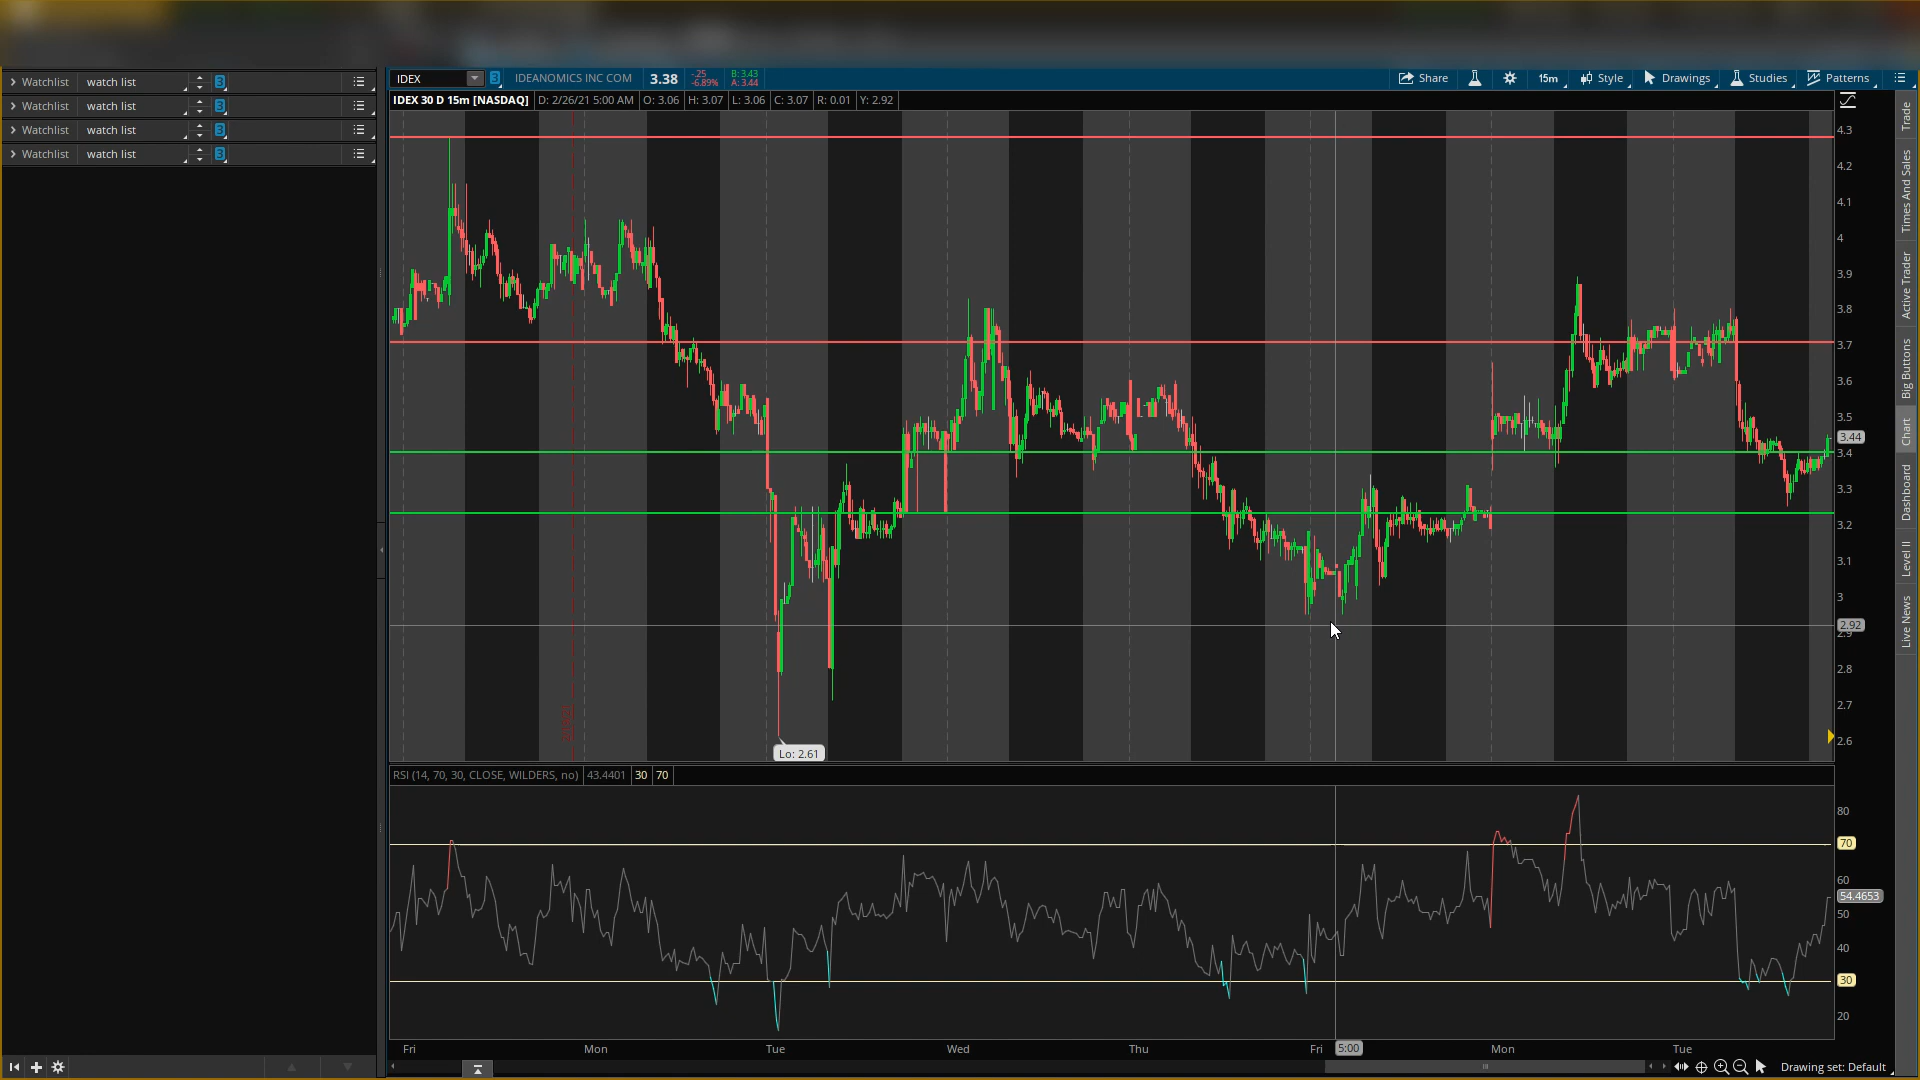 Watchlist watch list 3
Watchlist watch list 3
Watchlist watch list 3
Watchlist watch list 3
IDEX 3 IDEANOMICS INC COM 3.38 -.25 -6.89% B: 3.43 A: 3.44 Share 15m Style Drawings Studies Patterns
IDEX 30 D 15m [NASDAQ] D: 2/26/21 5:00 AM O: 3.06 H: 3.07 L: 3.06 C: 3.07 R: 0.01 Y: 2.92
4.3
4.2
4.1
4
3.9
3.8
3.7
3.6
3.5
3.44
3.4
3.3
3.2
3.1
3
2.92
2.9
2.8
2.7
2.6
Lo: 2.61
RSI (14, 70, 30, CLOSE, WILDERS, no) 43.4401 30 70
80
70
60
54.4653
50
40
30
20
Fri Mon Tue Wed Thu Fri 5:00 Mon Tue
Drawing set: Default
Trade
Times And Sales
Active Trader
Big Buttons
Chart
Dashboard
Level II
Live News